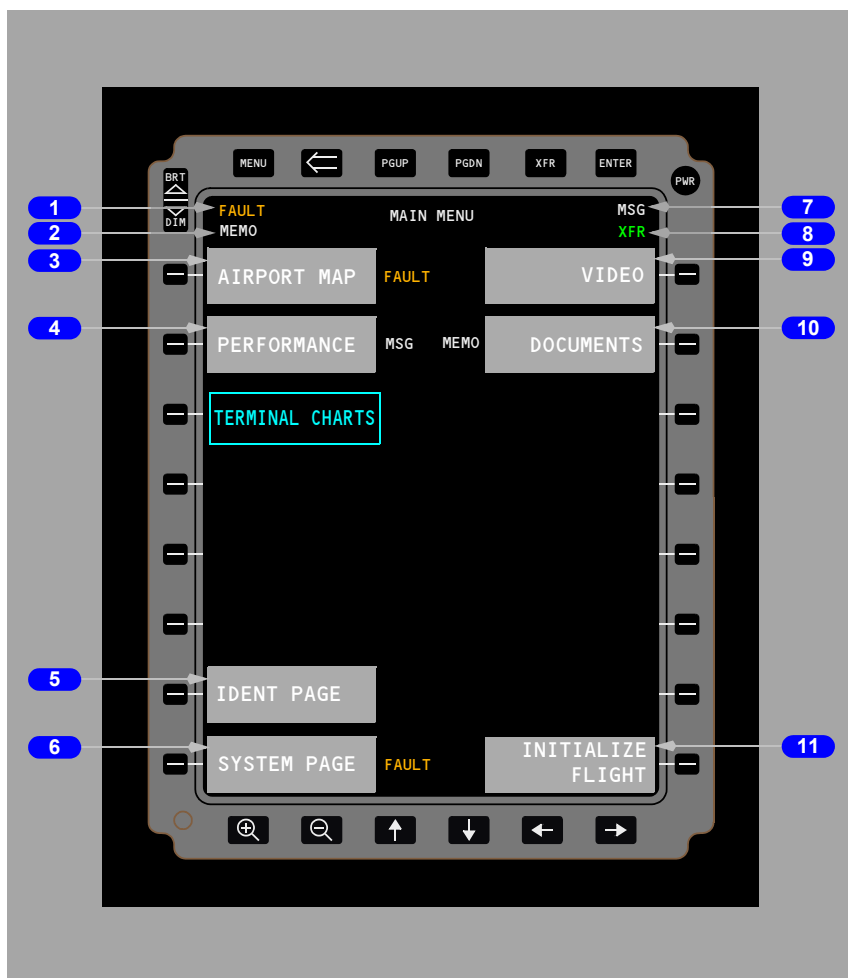 MENU PGUP PGDN XFR ENTER
BRT
DIM
PWR
1 FAULT MAIN MENU MSG 7
2 MEMO XFR 8
3 AIRPORT MAP FAULT VIDEO 9
4 PERFORMANCE MSG MEMO DOCUMENTS 10
TERMINAL CHARTS
5 IDENT PAGE
6 SYSTEM PAGE FAULT INITIALIZE 11
FLIGHT